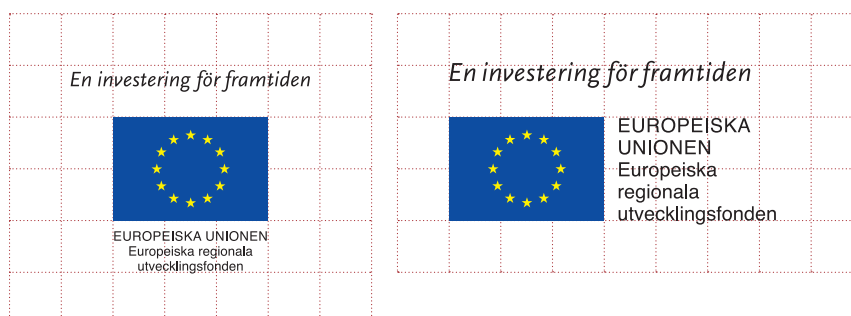 En investering för framtiden
EUROPEISKA UNIONEN
Europeiska regionala
utvecklingsfonden
En investering för framtiden
EUROPEISKA
UNIONEN
Europeiska
regionala
utvecklingsfonden